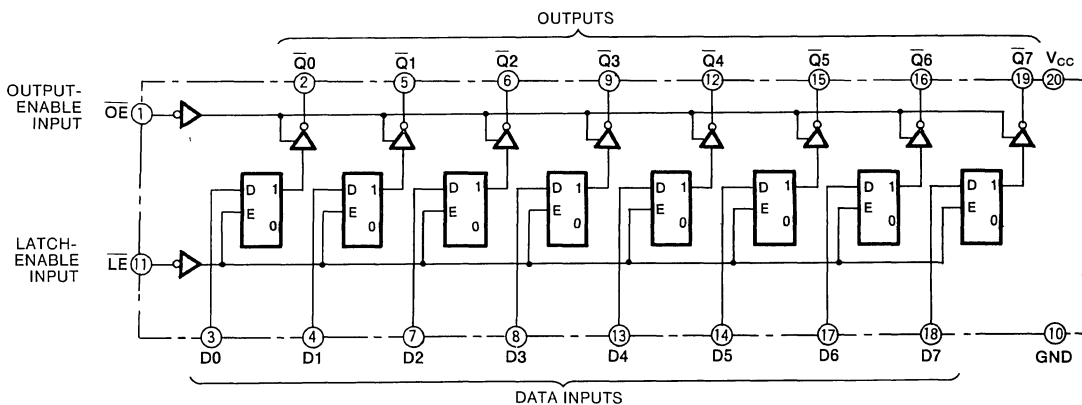 OUTPUTS
Q̅0 Q̅1 Q̅2 Q̅3 Q̅4 Q̅5 Q̅6 Q̅7 VCC
2 5 6 9 12 15 16 19 20
OUTPUT-
ENABLE
INPUT
O̅E̅ 1
D 1 D 1 D 1 D 1 D 1 D 1 D 1 D 1
E E E E E E E E
0 0 0 0 0 0 0 0
LATCH-
ENABLE
INPUT
L̅E̅ 11
3 4 7 8 13 14 17 18 10
D0 D1 D2 D3 D4 D5 D6 D7 GND
DATA INPUTS